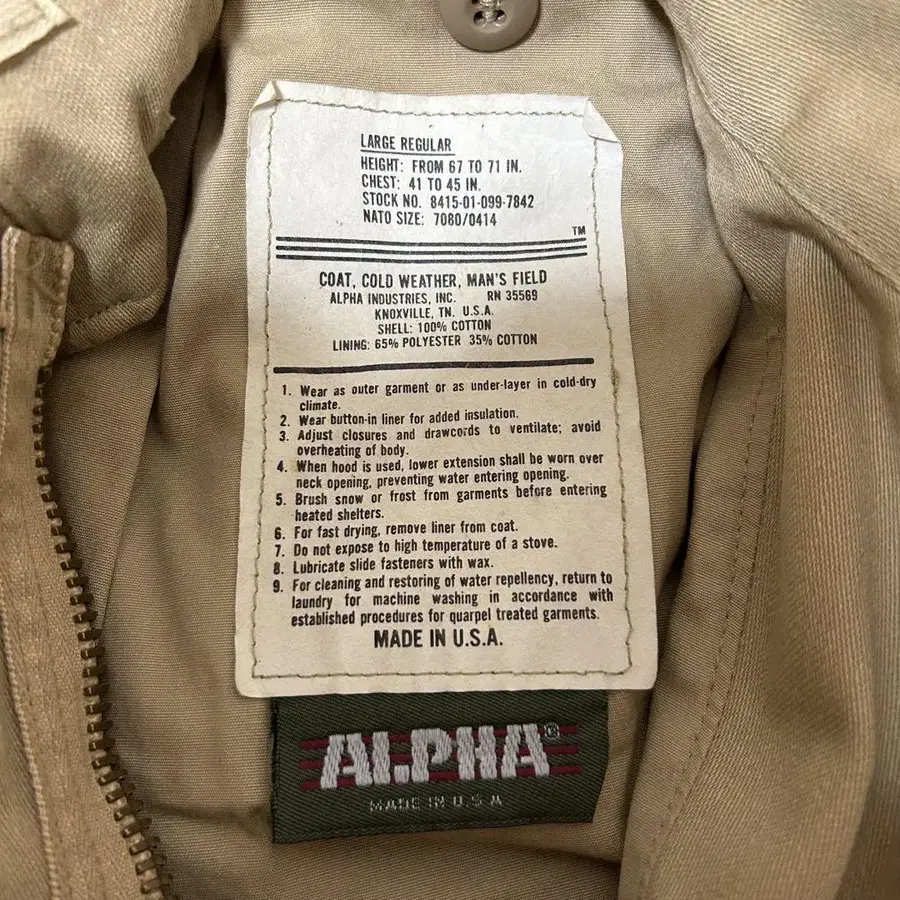 LARGE REGULAR
HEIGHT: FROM 67 TO 71 IN.
CHEST: 41 TO 45 IN.
STOCK NO. 8415-01-099-7842
NATO SIZE: 7080/0414
TM
COAT, COLD WEATHER, MAN'S FIELD
ALPHA INDUSTRIES, INC. RN 35569
KNOXVILLE, TN. U.S.A.
SHELL: 100% COTTON
LINING: 65% POLYESTER 35% COTTON
1. Wear as outer garment or as under-layer in cold-dry
climate.
2. Wear button-in liner for added insulation.
3. Adjust closures and drawcords to ventilate; avoid
overheating of body.
4. When hood is used, lower extension shall be worn over
neck opening, preventing water entering opening.
5. Brush snow or frost from garments before entering
heated shelters.
6. For fast drying, remove liner from coat.
7. Do not expose to high temperature of a stove.
8. Lubricate slide fasteners with wax.
9. For cleaning and restoring of water repellency, return to
laundry for machine washing in accordance with
established procedures for quarpel treated garments.
MADE IN U.S.A.
ALPHA®
MADE IN U.S.A